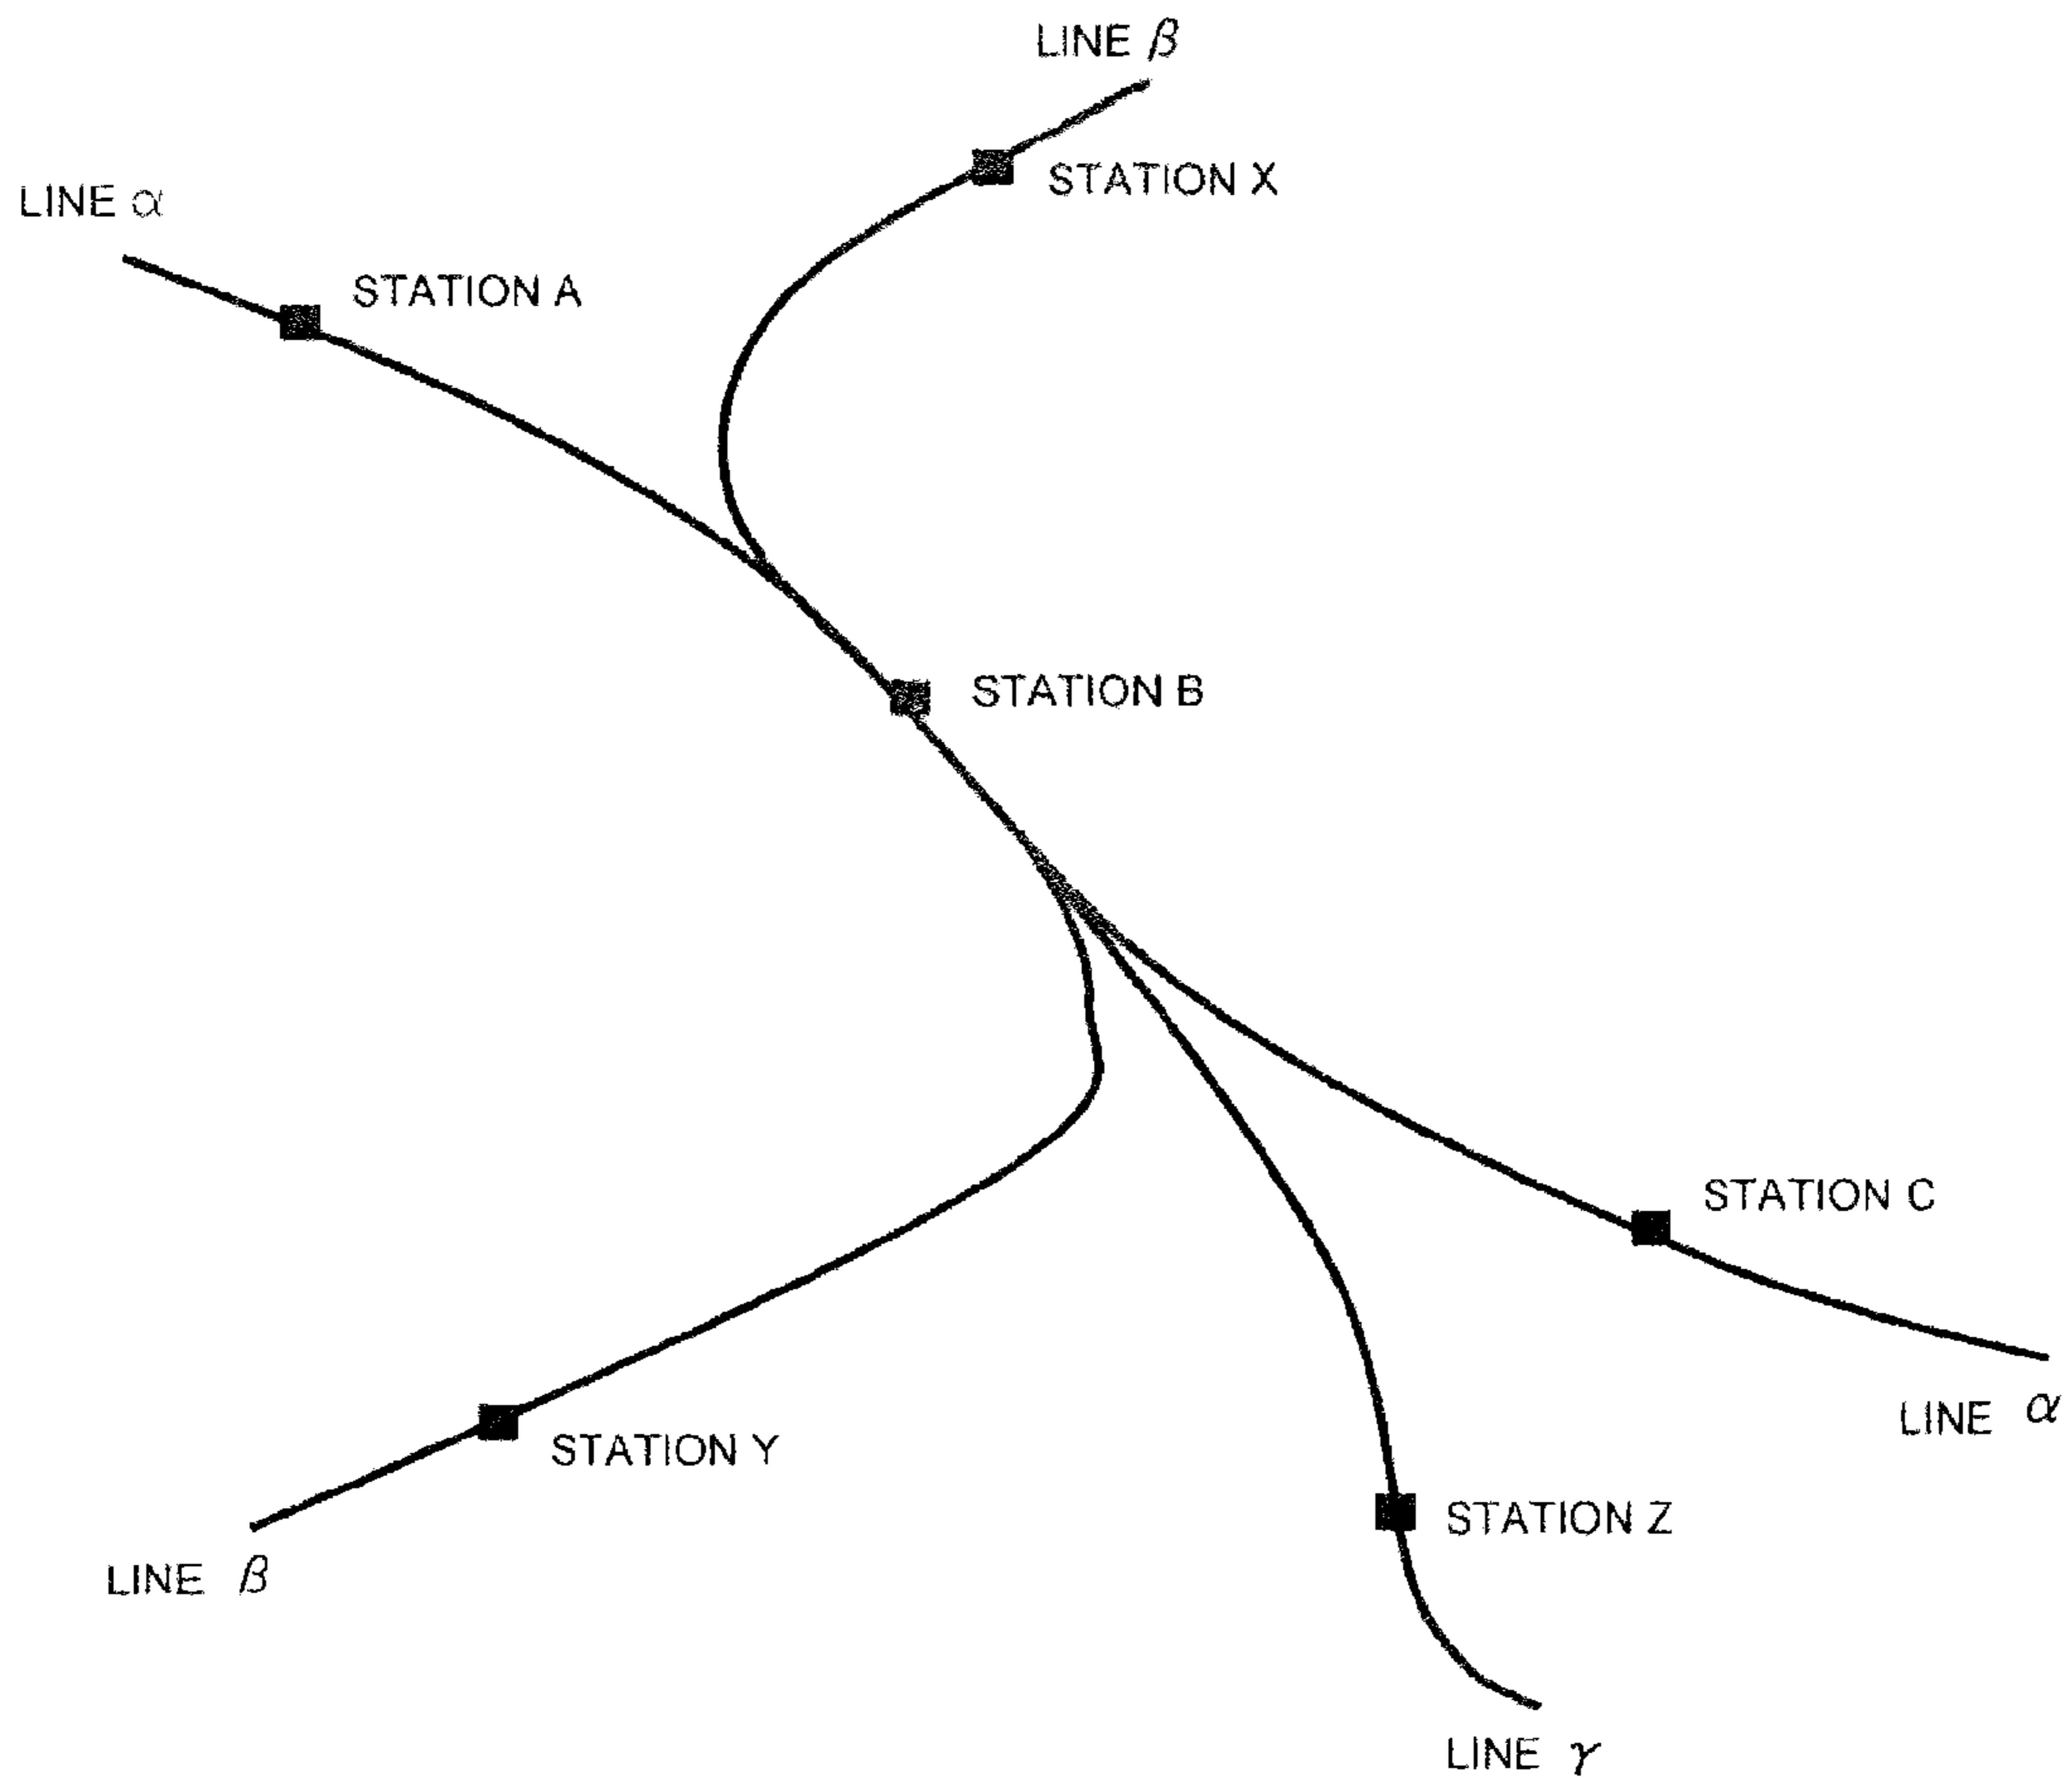 LINE β
STATION X
LINE α
STATION A
STATION B
STATION C
LINE α
STATION Y
STATION Z
LINE β
LINE γ